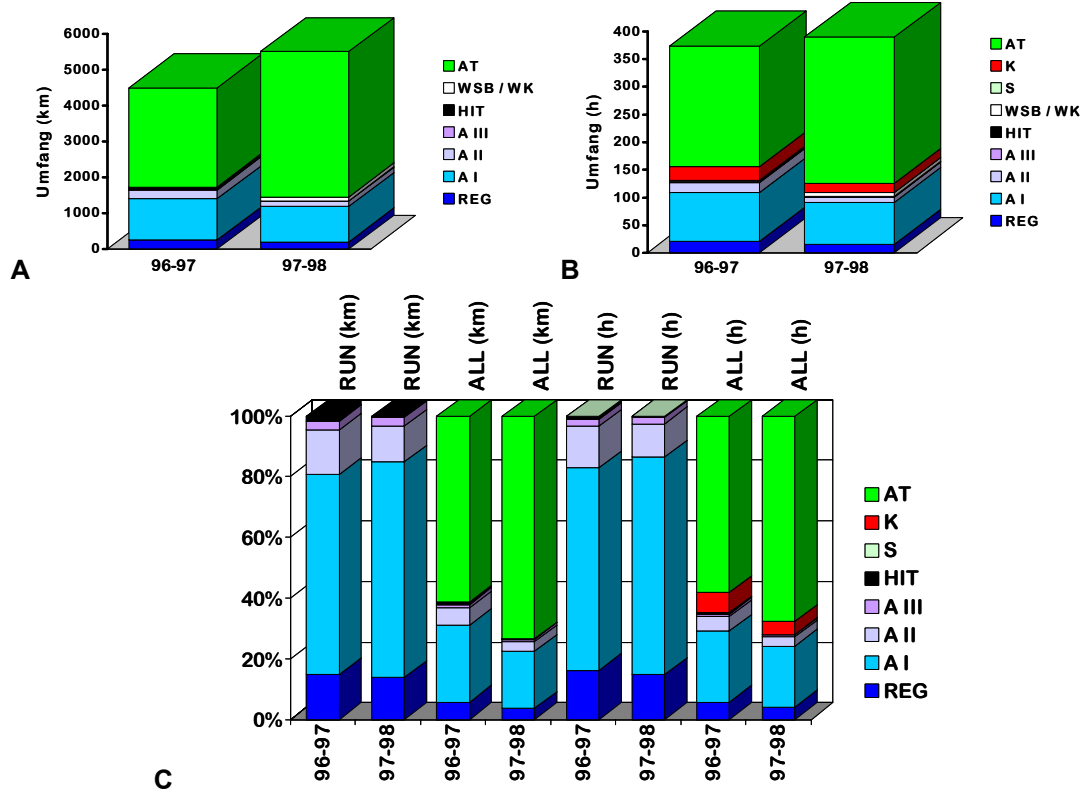 6000
5000
4000
3000
2000
1000
0
Umfang (km)
96-97
97-98
AT
WSB / WK
HIT
A III
A II
A I
REG
A
400
350
300
250
200
150
100
50
0
Umfang (h)
96-97
97-98
AT
K
S
WSB / WK
HIT
A III
A II
A I
REG
B
RUN (km)
RUN (km)
ALL (km)
ALL (km)
RUN (h)
RUN (h)
ALL (h)
ALL (h)
100%
80%
60%
40%
20%
0%
96-97
97-98
96-97
97-98
96-97
97-98
96-97
97-98
AT
K
S
HIT
A III
A II
A I
REG
C